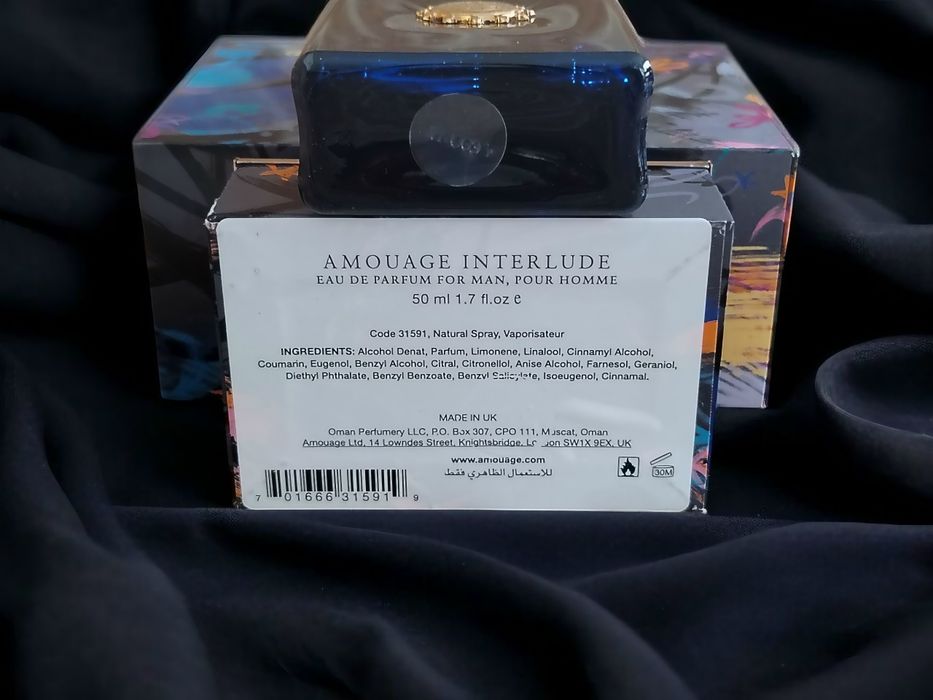 AMOUAGE INTERLUDE
EAU DE PARFUM FOR MAN, POUR HOMME
50 ml 1.7 fl.oz e
Code 31591, Natural Spray, Vaporisateur
INGREDIENTS: Alcohol Denat, Parfum, Limonene, Linalool, Cinnamyl Alcohol,
Coumarin, Eugenol, Benzyl Alcohol, Citral, Citronellol, Anise Alcohol, Farnesol, Geraniol,
Diethyl Phthalate, Benzyl Benzoate, Benzyl Salicylate, Isoeugenol, Cinnamal.
MADE IN UK
Oman Perfumery LLC, P.O. Box 307, CPO 111, Muscat, Oman
Amouage Ltd, 14 Lowndes Street, Knightsbridge, London SW1X 9EX, UK
www.amouage.com
للاستعمال الظاهري فقط
30M
7 01666 31591 9